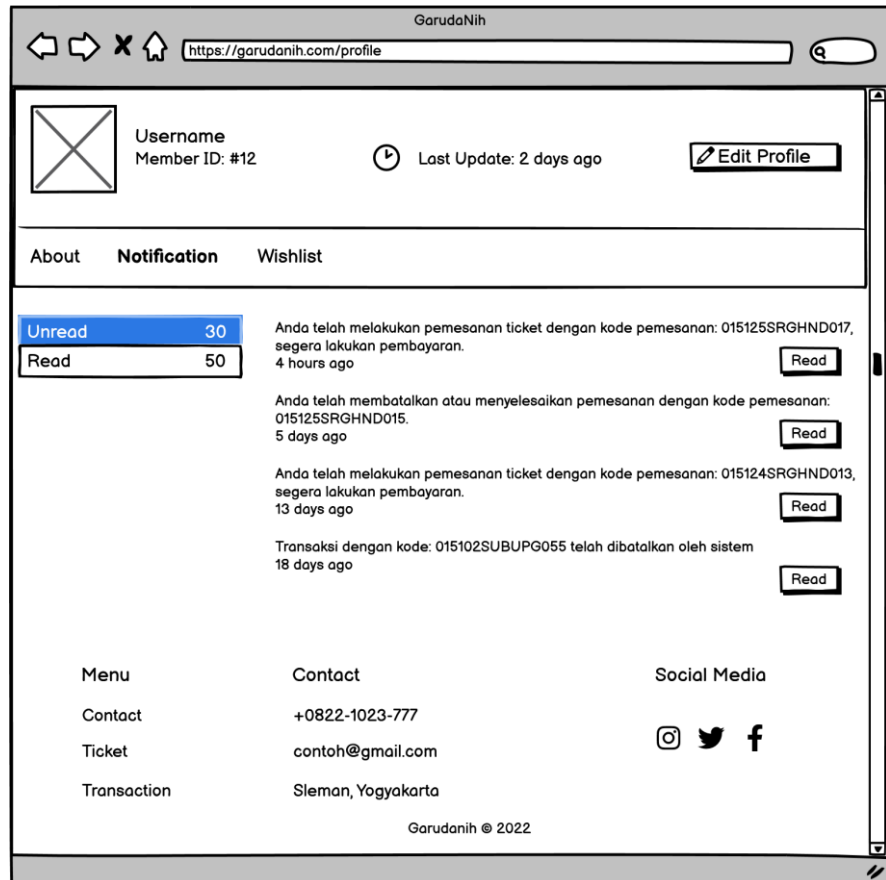 GarudaNih
https://garudanih.com/profile
Username
Member ID: #12
Last Update: 2 days ago
Edit Profile
About
Notification
Wishlist
Unread 30
Read 50
Anda telah melakukan pemesanan ticket dengan kode pemesanan: 015125SRGHND017,
segera lakukan pembayaran.
4 hours ago
Read
Anda telah membatalkan atau menyelesaikan pemesanan dengan kode pemesanan:
015125SRGHND015.
5 days ago
Read
Anda telah melakukan pemesanan ticket dengan kode pemesanan: 015124SRGHND013,
segera lakukan pembayaran.
13 days ago
Read
Transaksi dengan kode: 015102SUBUPG055 telah dibatalkan oleh sistem
18 days ago
Read
Menu
Contact
Ticket
Transaction
Contact
+0822-1023-777
contoh@gmail.com
Sleman, Yogyakarta
Social Media
Garudanih © 2022